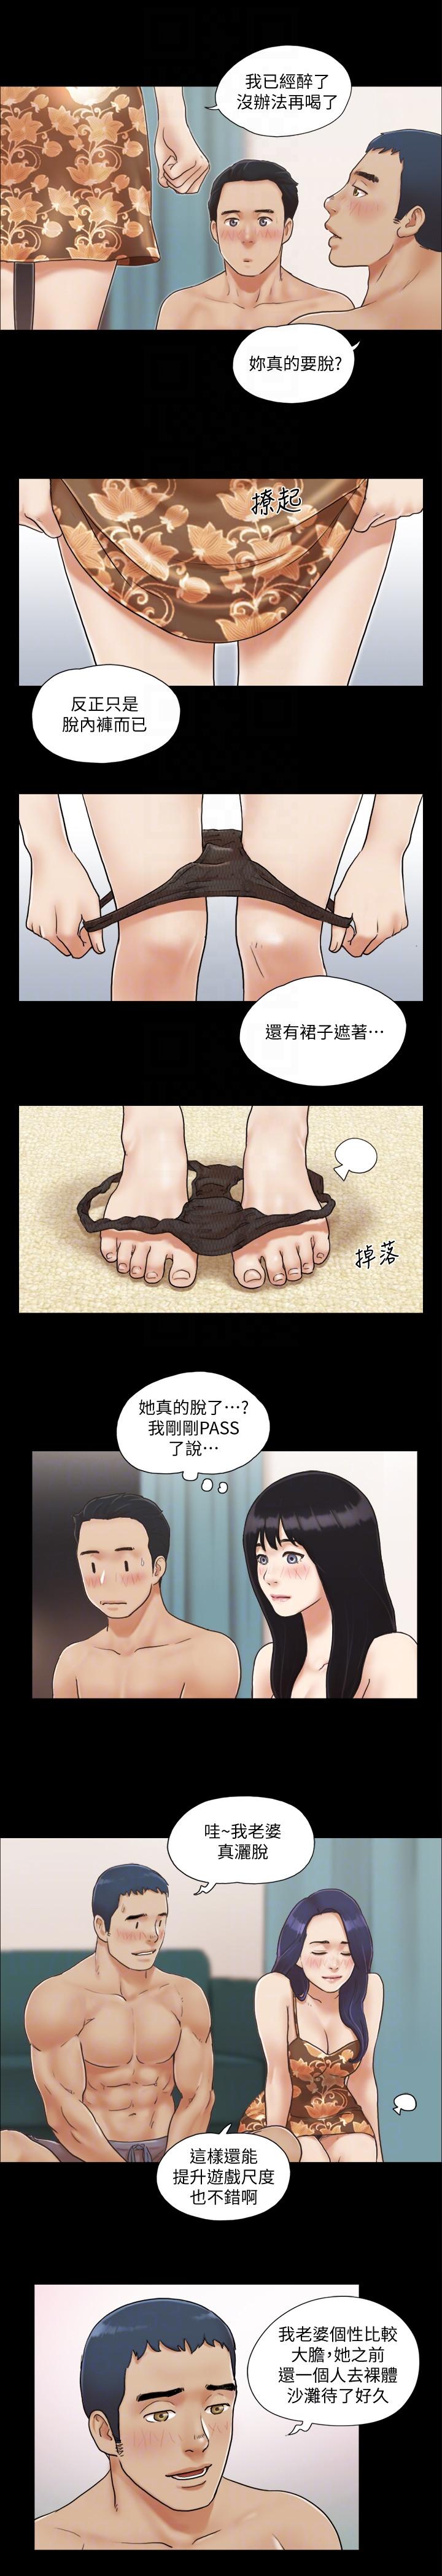 我已經醉了
沒辦法再喝了
妳真的要脫?
撩起
反正只是
脫內褲而已
還有裙子遮著…
掉落
她真的脫了…?
我剛剛PASS
了說…
哇~我老婆
真灑脫
這樣還能
提升遊戲尺度
也不錯啊
我老婆個性比較
大膽,她之前
還一個人去裸體
沙灘待了好久